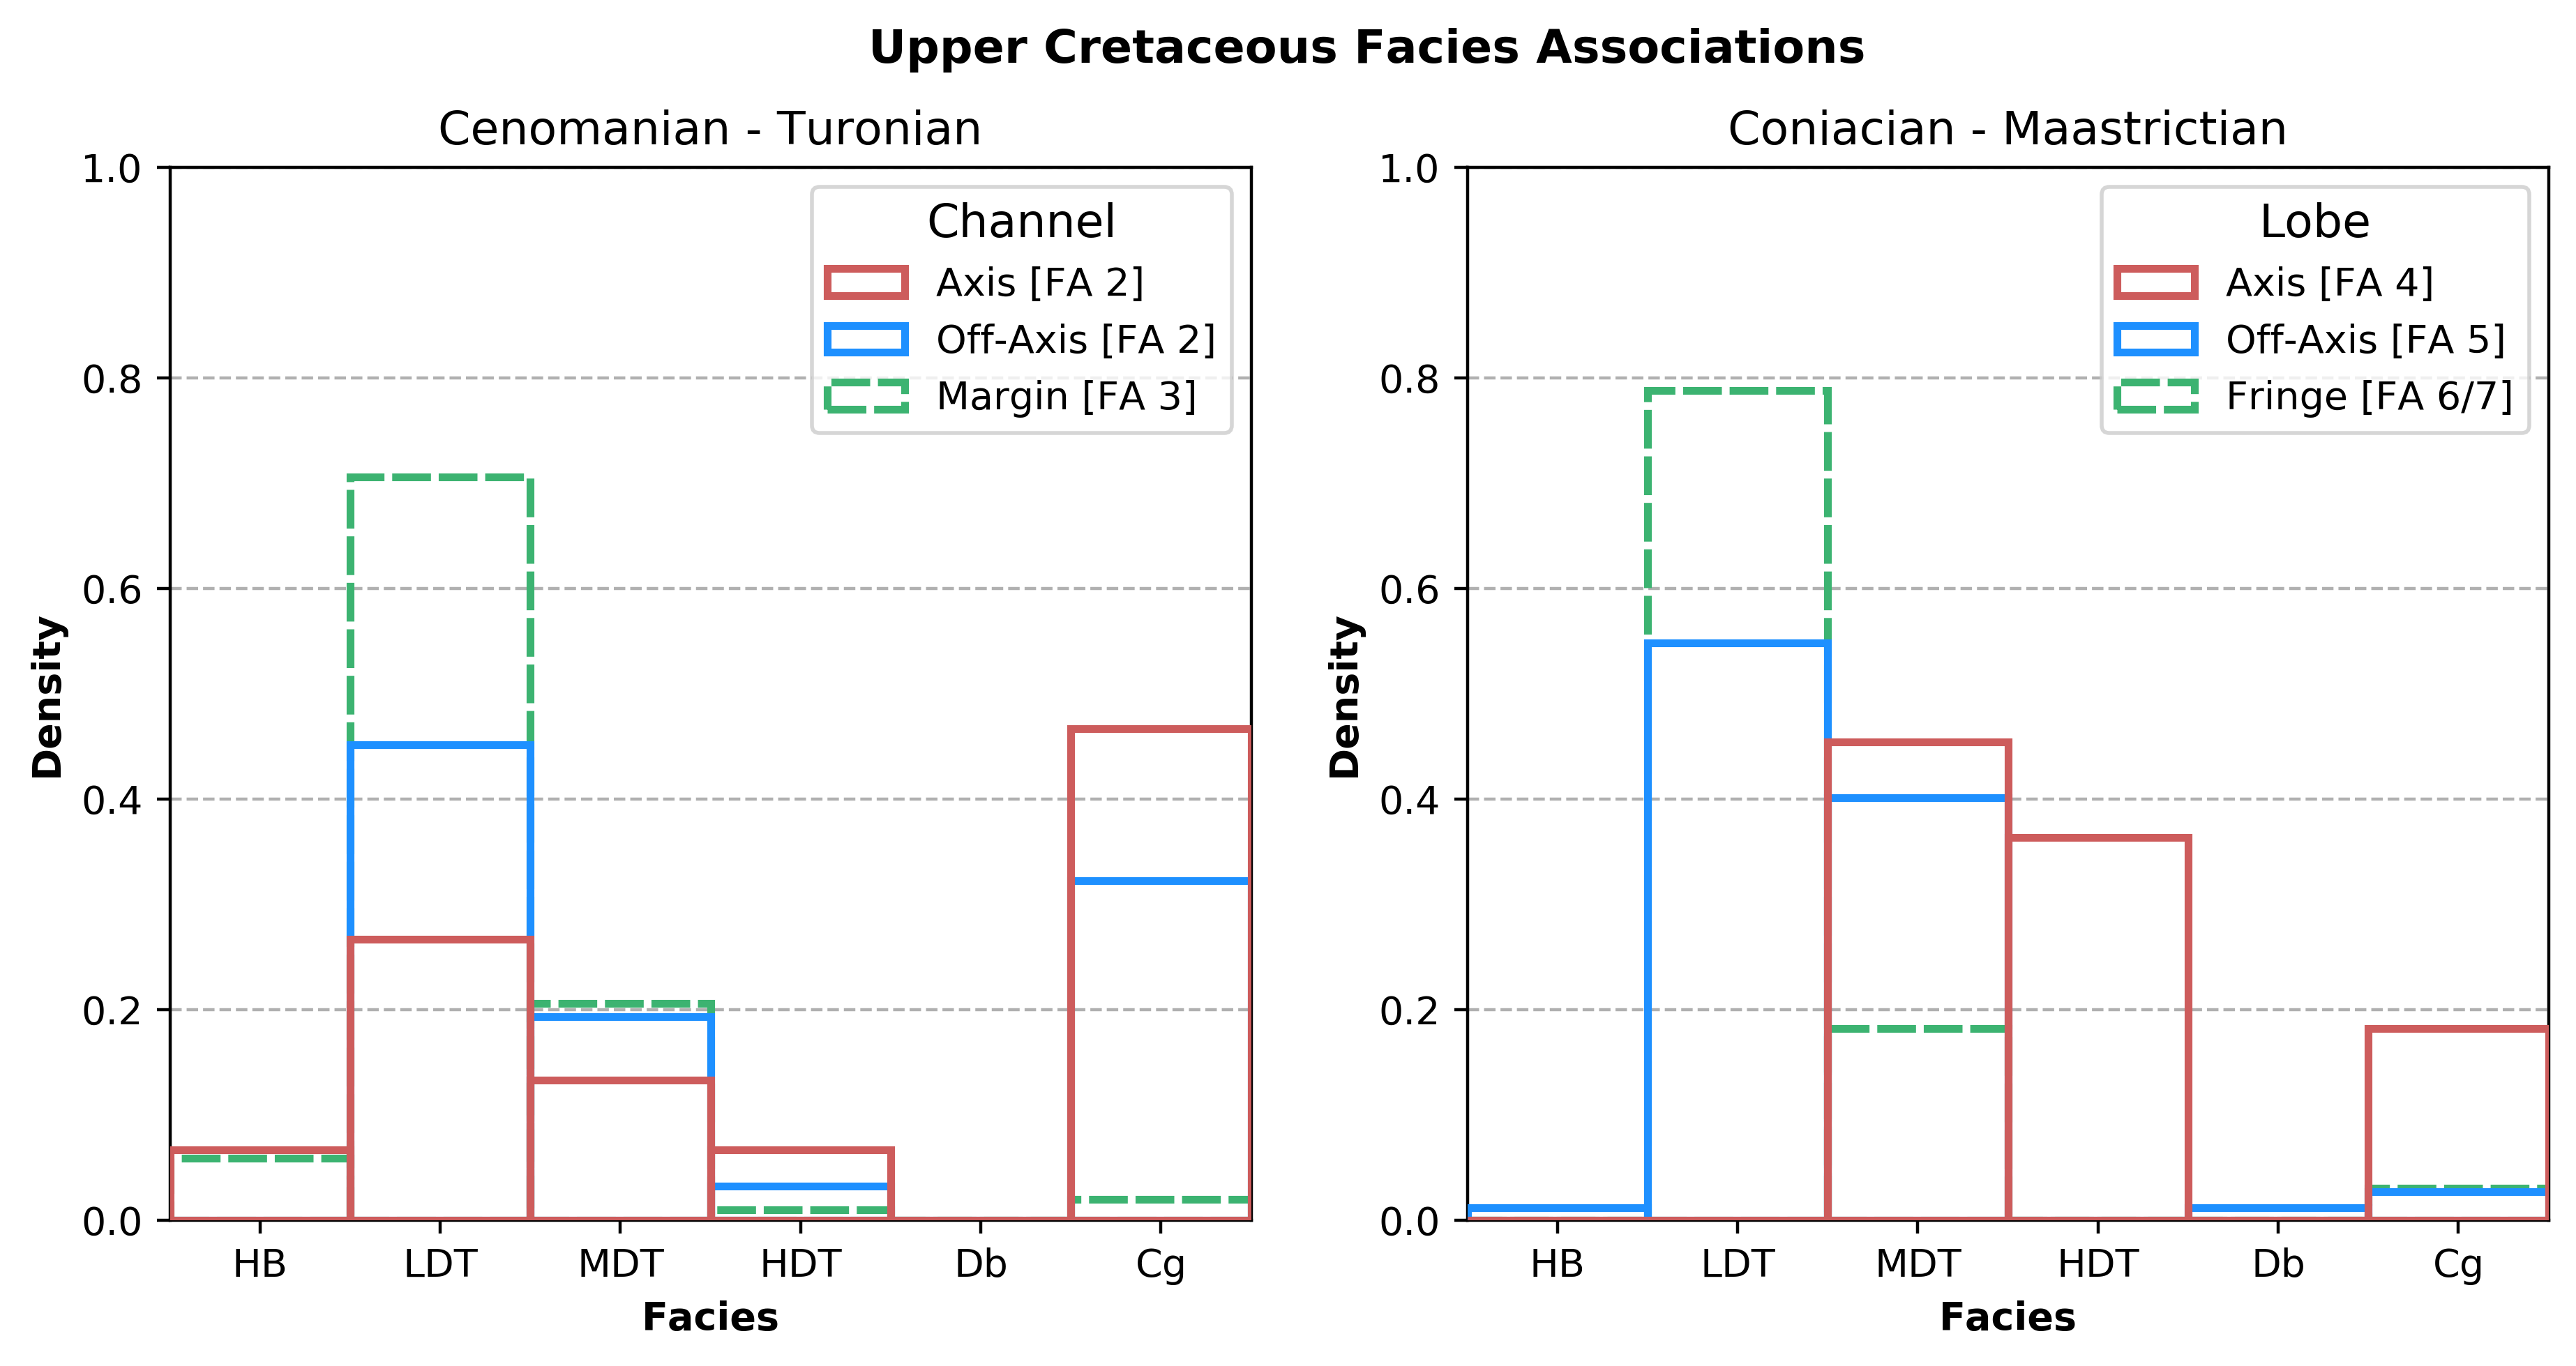 Upper Cretaceous Facies Associations
Cenomanian - Turonian
Channel
Axis [FA 2]
Off-Axis [FA 2]
Margin [FA 3]
1.0
0.8
0.6
0.4
0.2
0.0
Density
HB LDT MDT HDT Db Cg
Facies
Coniacian - Maastrictian
Lobe
Axis [FA 4]
Off-Axis [FA 5]
Fringe [FA 6/7]
1.0
0.8
0.6
0.4
0.2
0.0
Density
HB LDT MDT HDT Db Cg
Facies